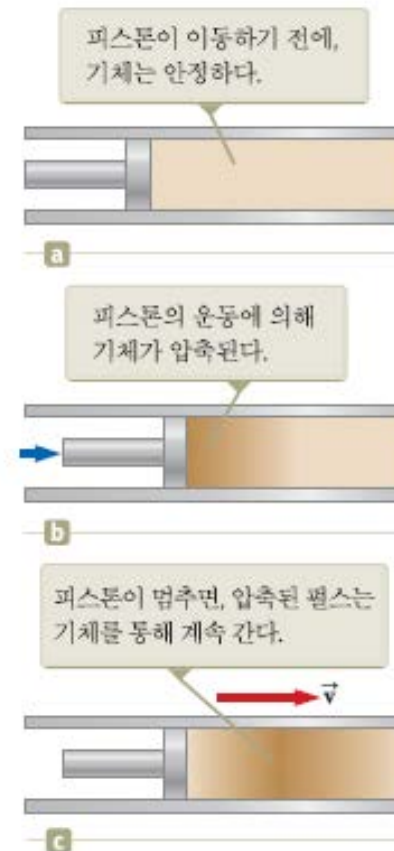 피스톤이 이동하기 전에,
기체는 안정하다.
a
피스톤의 운동에 의해
기체가 압축된다.
b
피스톤이 멈추면, 압축된 펄스는
기체를 통해 계속 간다.
v
c